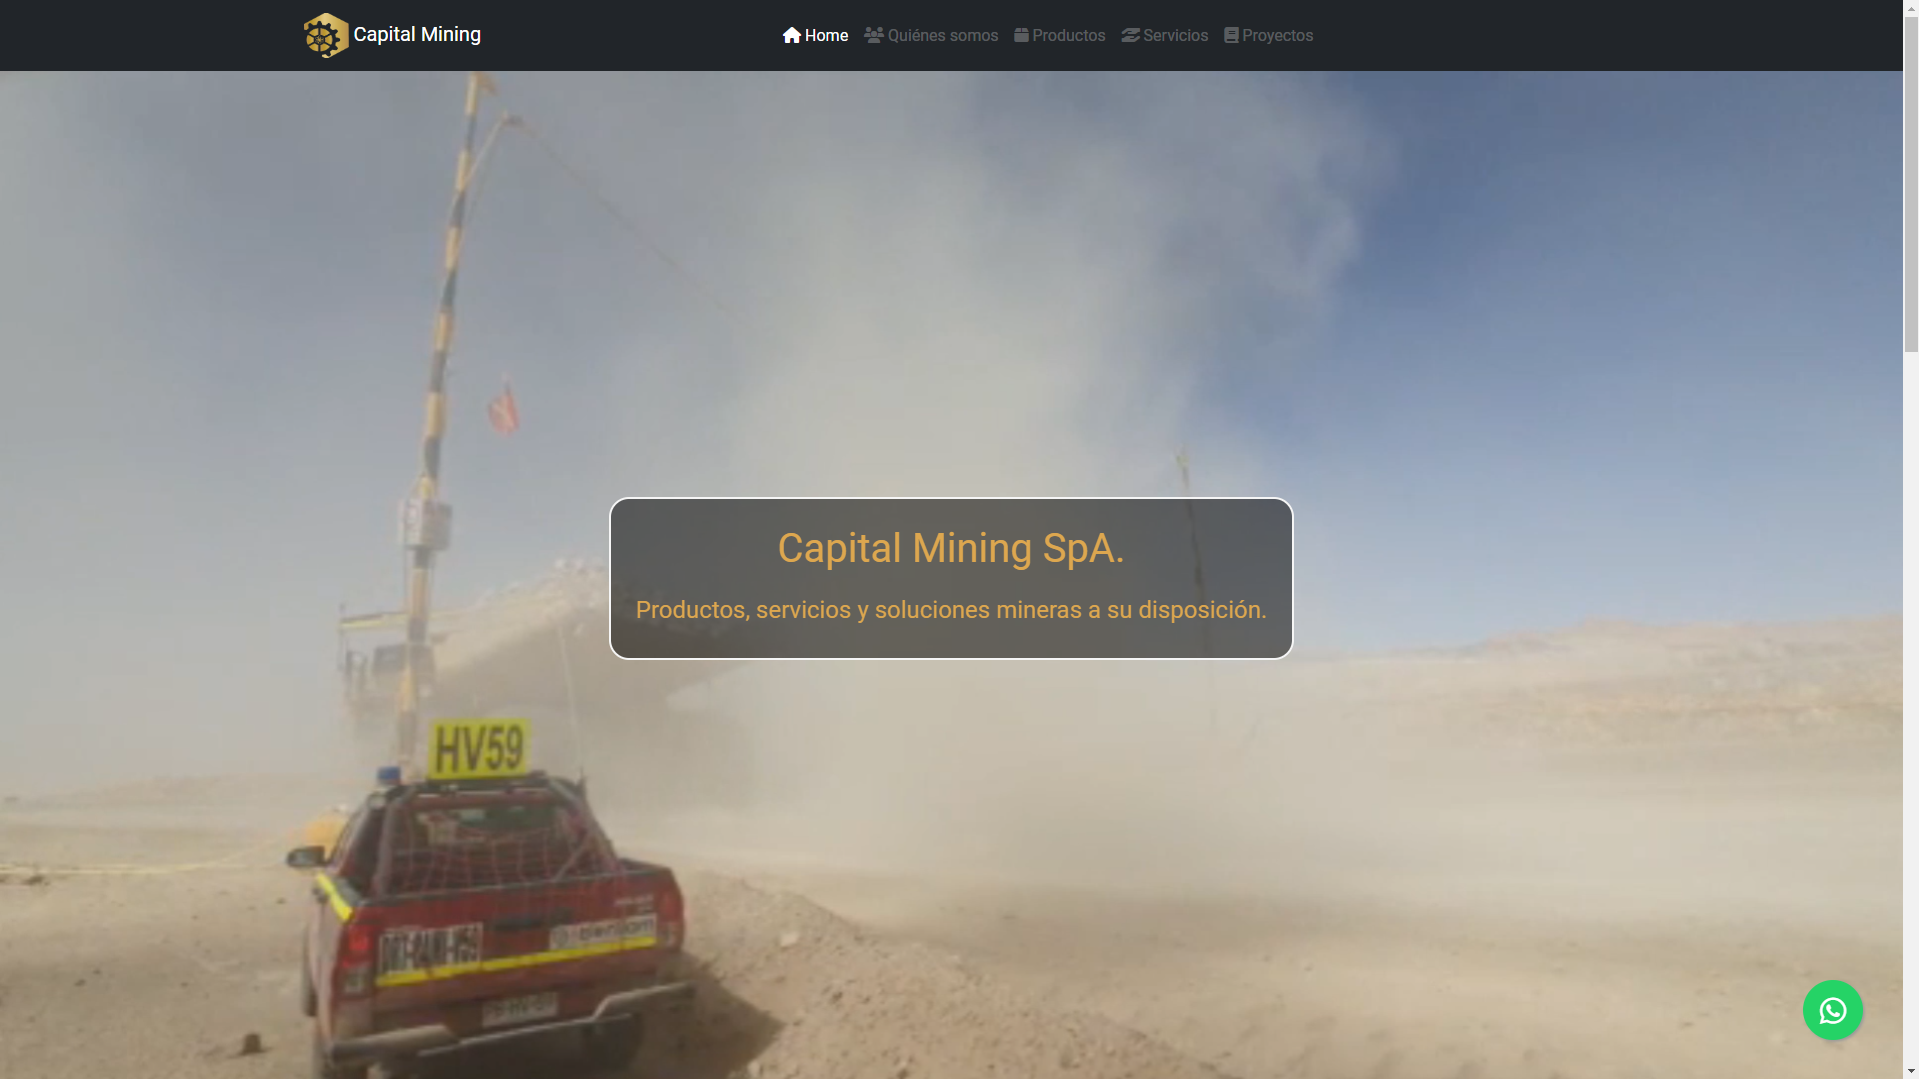 Capital Mining
Home
Quiénes somos
Productos
Servicios
Proyectos
Capital Mining SpA.
Productos, servicios y soluciones mineras a su disposición.
HV59